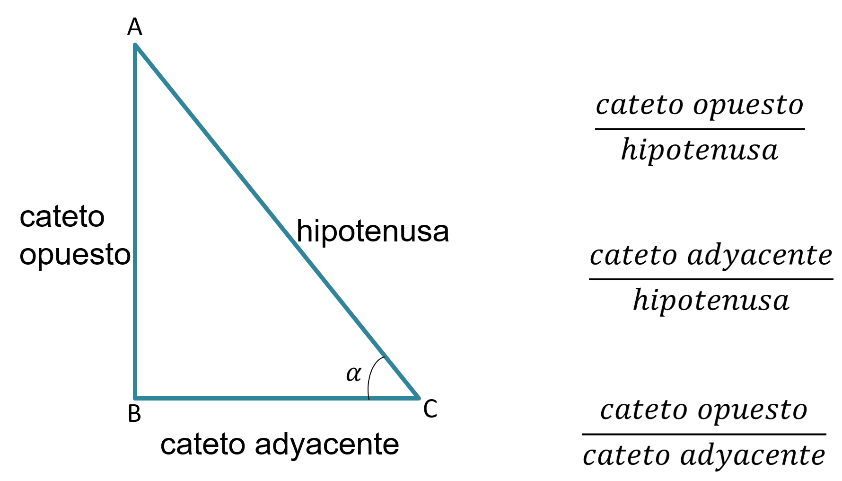 A
cateto
opuesto
hipotenusa
α
B
C
cateto adyacente
cateto opuesto
hipotenusa
cateto adyacente
hipotenusa
cateto opuesto
cateto adyacente